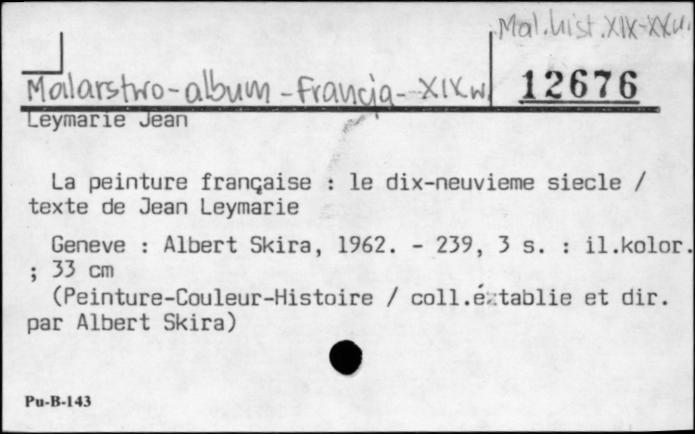 Mal.hist.XIX-XXw.
Malarstwo-album-Francja-XIXw.
12676
Leymarie Jean
La peinture française : le dix-neuvieme siecle /
texte de Jean Leymarie
Geneve : Albert Skira, 1962. - 239, 3 s. : il.kolor.
; 33 cm
(Peinture-Couleur-Histoire / coll.établie et dir.
par Albert Skira)
Pu-B-143